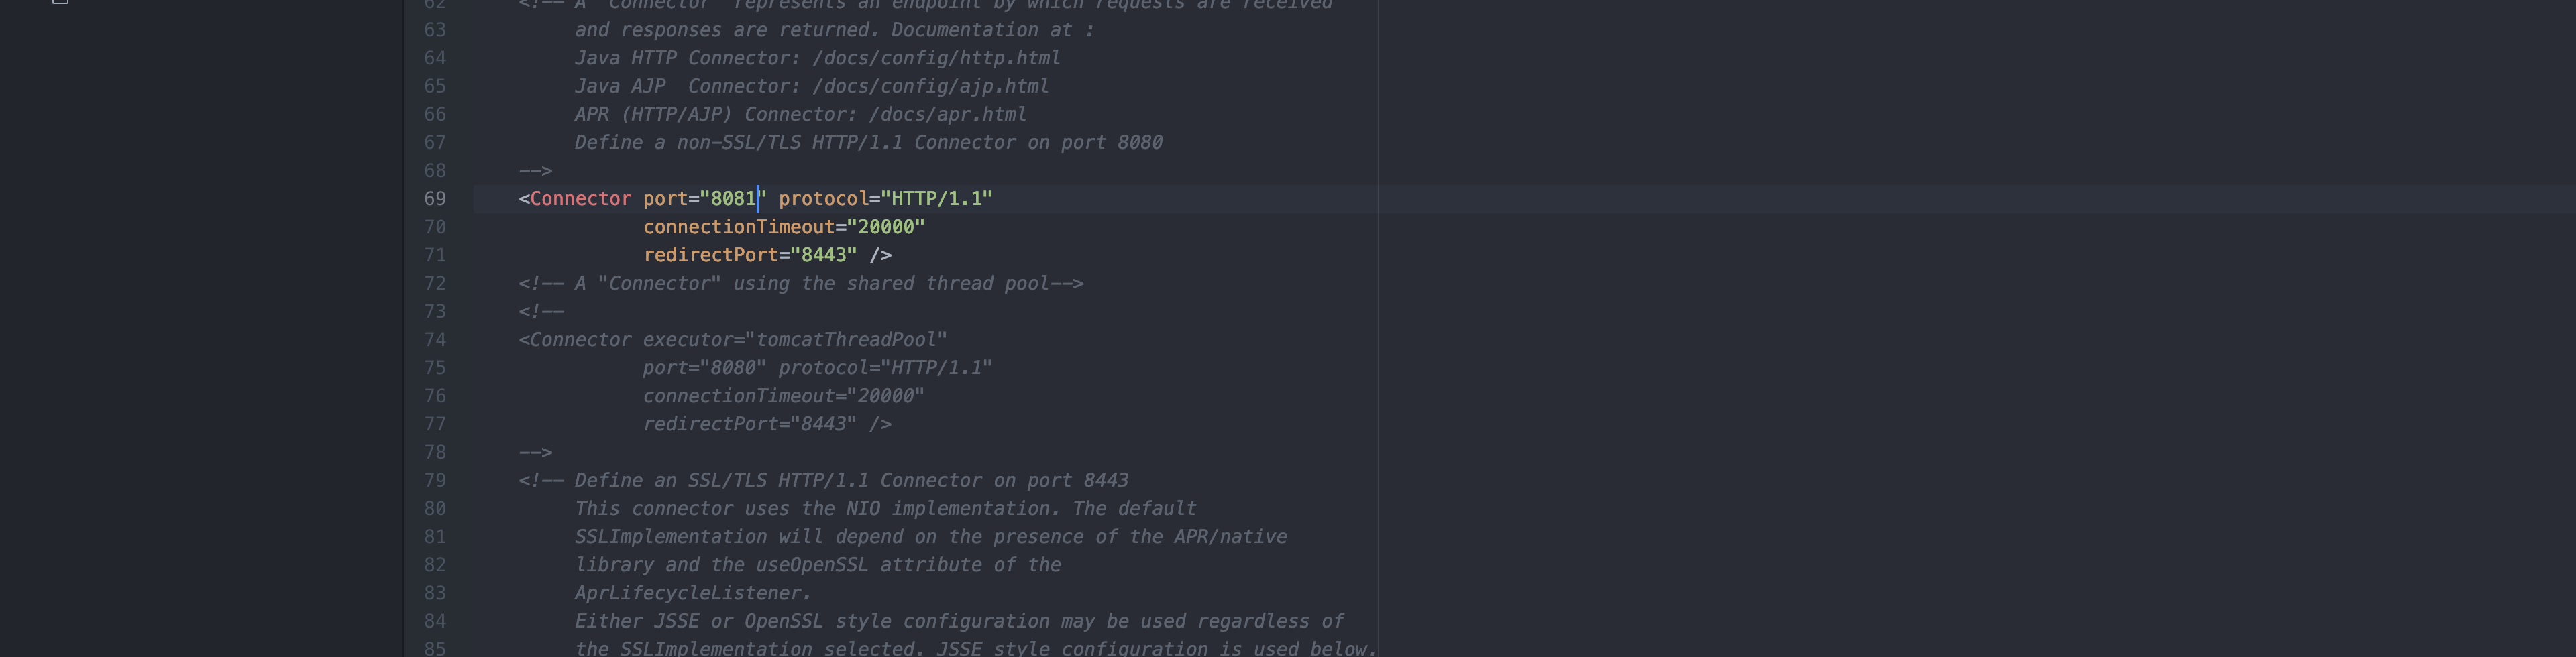 62 <!-- A "Connector" represents an endpoint by which requests are received
63 and responses are returned. Documentation at :
64 Java HTTP Connector: /docs/config/http.html
65 Java AJP  Connector: /docs/config/ajp.html
66 APR (HTTP/AJP) Connector: /docs/apr.html
67 Define a non-SSL/TLS HTTP/1.1 Connector on port 8080
68 -->
69 <Connector port="8081" protocol="HTTP/1.1"
70 connectionTimeout="20000"
71 redirectPort="8443" />
72 <!-- A "Connector" using the shared thread pool-->
73 <!--
74 <Connector executor="tomcatThreadPool"
75 port="8080" protocol="HTTP/1.1"
76 connectionTimeout="20000"
77 redirectPort="8443" />
78 -->
79 <!-- Define an SSL/TLS HTTP/1.1 Connector on port 8443
80 This connector uses the NIO implementation. The default
81 SSLImplementation will depend on the presence of the APR/native
82 library and the useOpenSSL attribute of the
83 AprLifecycleListener.
84 Either JSSE or OpenSSL style configuration may be used regardless of
85 the SSLImplementation selected. JSSE style configuration is used below.